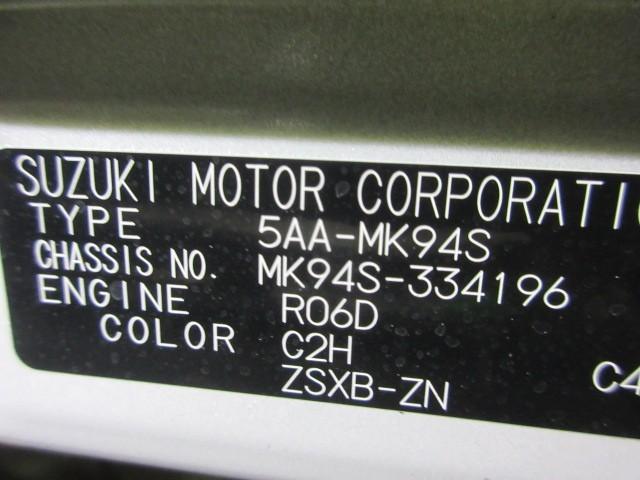 SUZUKI MOTOR CORPORATI
TYPE 5AA-MK94S
CHASSIS NO. MK94S-334196
ENGINE R06D
COLOR C2H
ZSXB-ZN C4